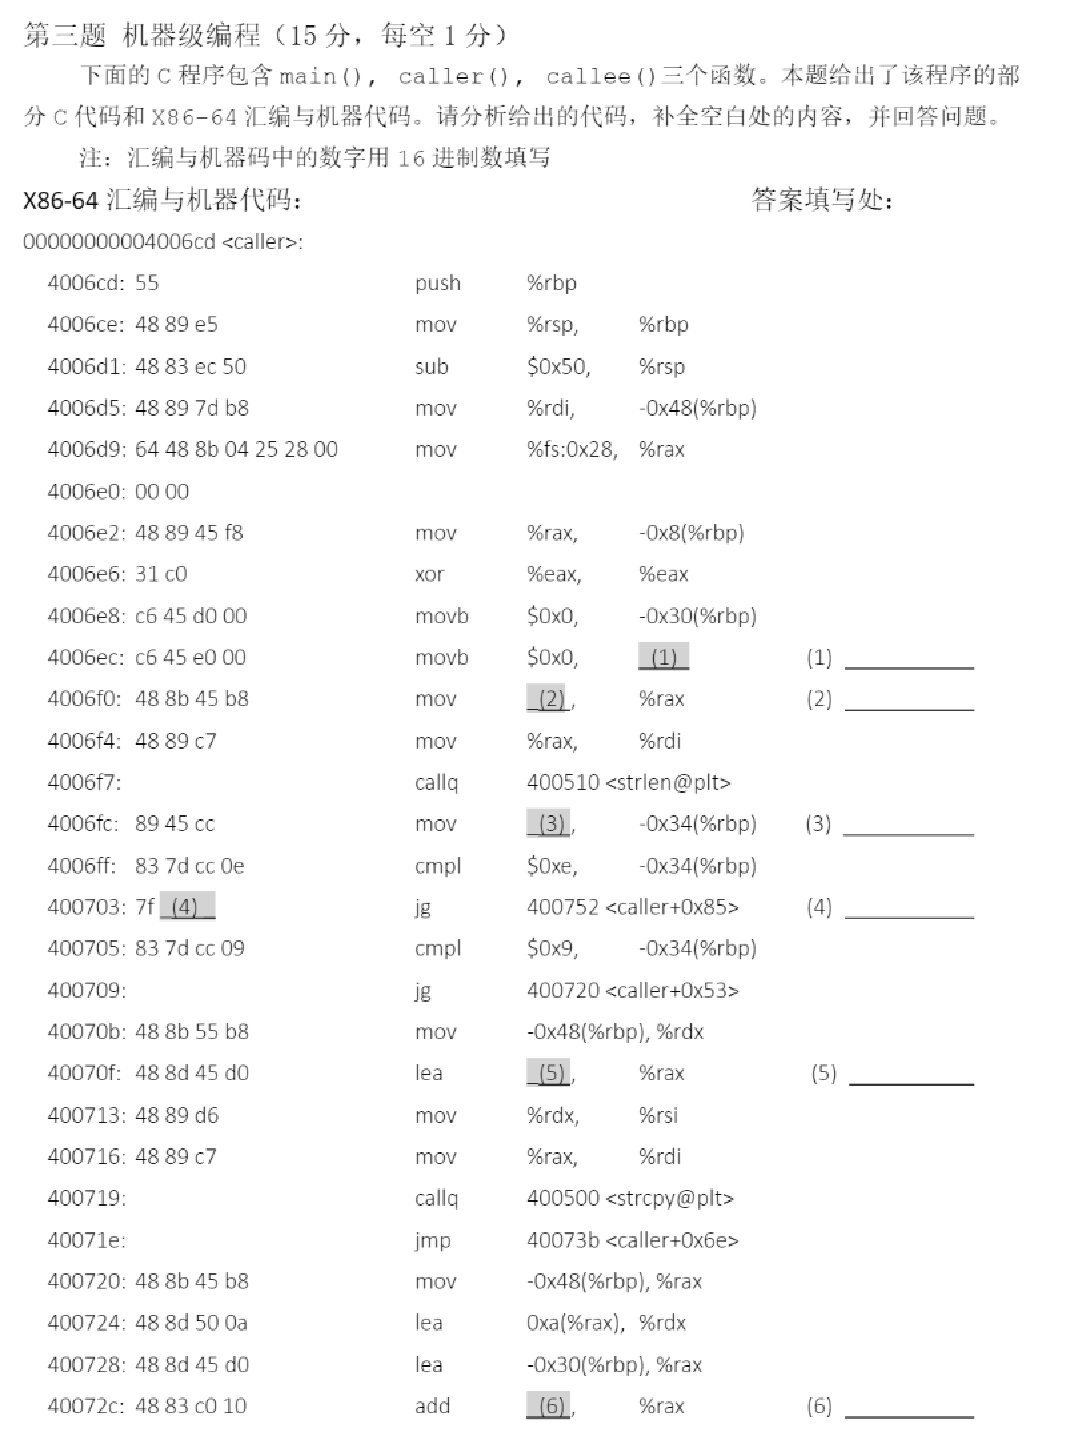 第三题 机器级编程（15 分，每空 1 分）
下面的 C 程序包含 main(), caller(), callee()三个函数。本题给出了该程序的部
分 C 代码和 X86-64 汇编与机器代码。请分析给出的代码，补全空白处的内容，并回答问题。
注：汇编与机器码中的数字用 16 进制数填写
X86-64 汇编与机器代码： 答案填写处：
00000000004006cd <caller>:
4006cd: 55 push %rbp
4006ce: 48 89 e5 mov %rsp, %rbp
4006d1: 48 83 ec 50 sub $0x50, %rsp
4006d5: 48 89 7d b8 mov %rdi, -0x48(%rbp)
4006d9: 64 48 8b 04 25 28 00 mov %fs:0x28, %rax
4006e0: 00 00
4006e2: 48 89 45 f8 mov %rax, -0x8(%rbp)
4006e6: 31 c0 xor %eax, %eax
4006e8: c6 45 d0 00 movb $0x0, -0x30(%rbp)
4006ec: c6 45 e0 00 movb $0x0, _(1)_ (1) ________
4006f0: 48 8b 45 b8 mov _(2)_, %rax (2) ________
4006f4: 48 89 c7 mov %rax, %rdi
4006f7: callq 400510 <strlen@plt>
4006fc: 89 45 cc mov _(3)_, -0x34(%rbp) (3) ________
4006ff: 83 7d cc 0e cmpl $0xe, -0x34(%rbp)
400703: 7f _(4)_ jg 400752 <caller+0x85> (4) ________
400705: 83 7d cc 09 cmpl $0x9, -0x34(%rbp)
400709: jg 400720 <caller+0x53>
40070b: 48 8b 55 b8 mov -0x48(%rbp), %rdx
40070f: 48 8d 45 d0 lea _(5)_, %rax (5) ________
400713: 48 89 d6 mov %rdx, %rsi
400716: 48 89 c7 mov %rax, %rdi
400719: callq 400500 <strcpy@plt>
40071e: jmp 40073b <caller+0x6e>
400720: 48 8b 45 b8 mov -0x48(%rbp), %rax
400724: 48 8d 50 0a lea 0xa(%rax), %rdx
400728: 48 8d 45 d0 lea -0x30(%rbp), %rax
40072c: 48 83 c0 10 add _(6)_, %rax (6) ________